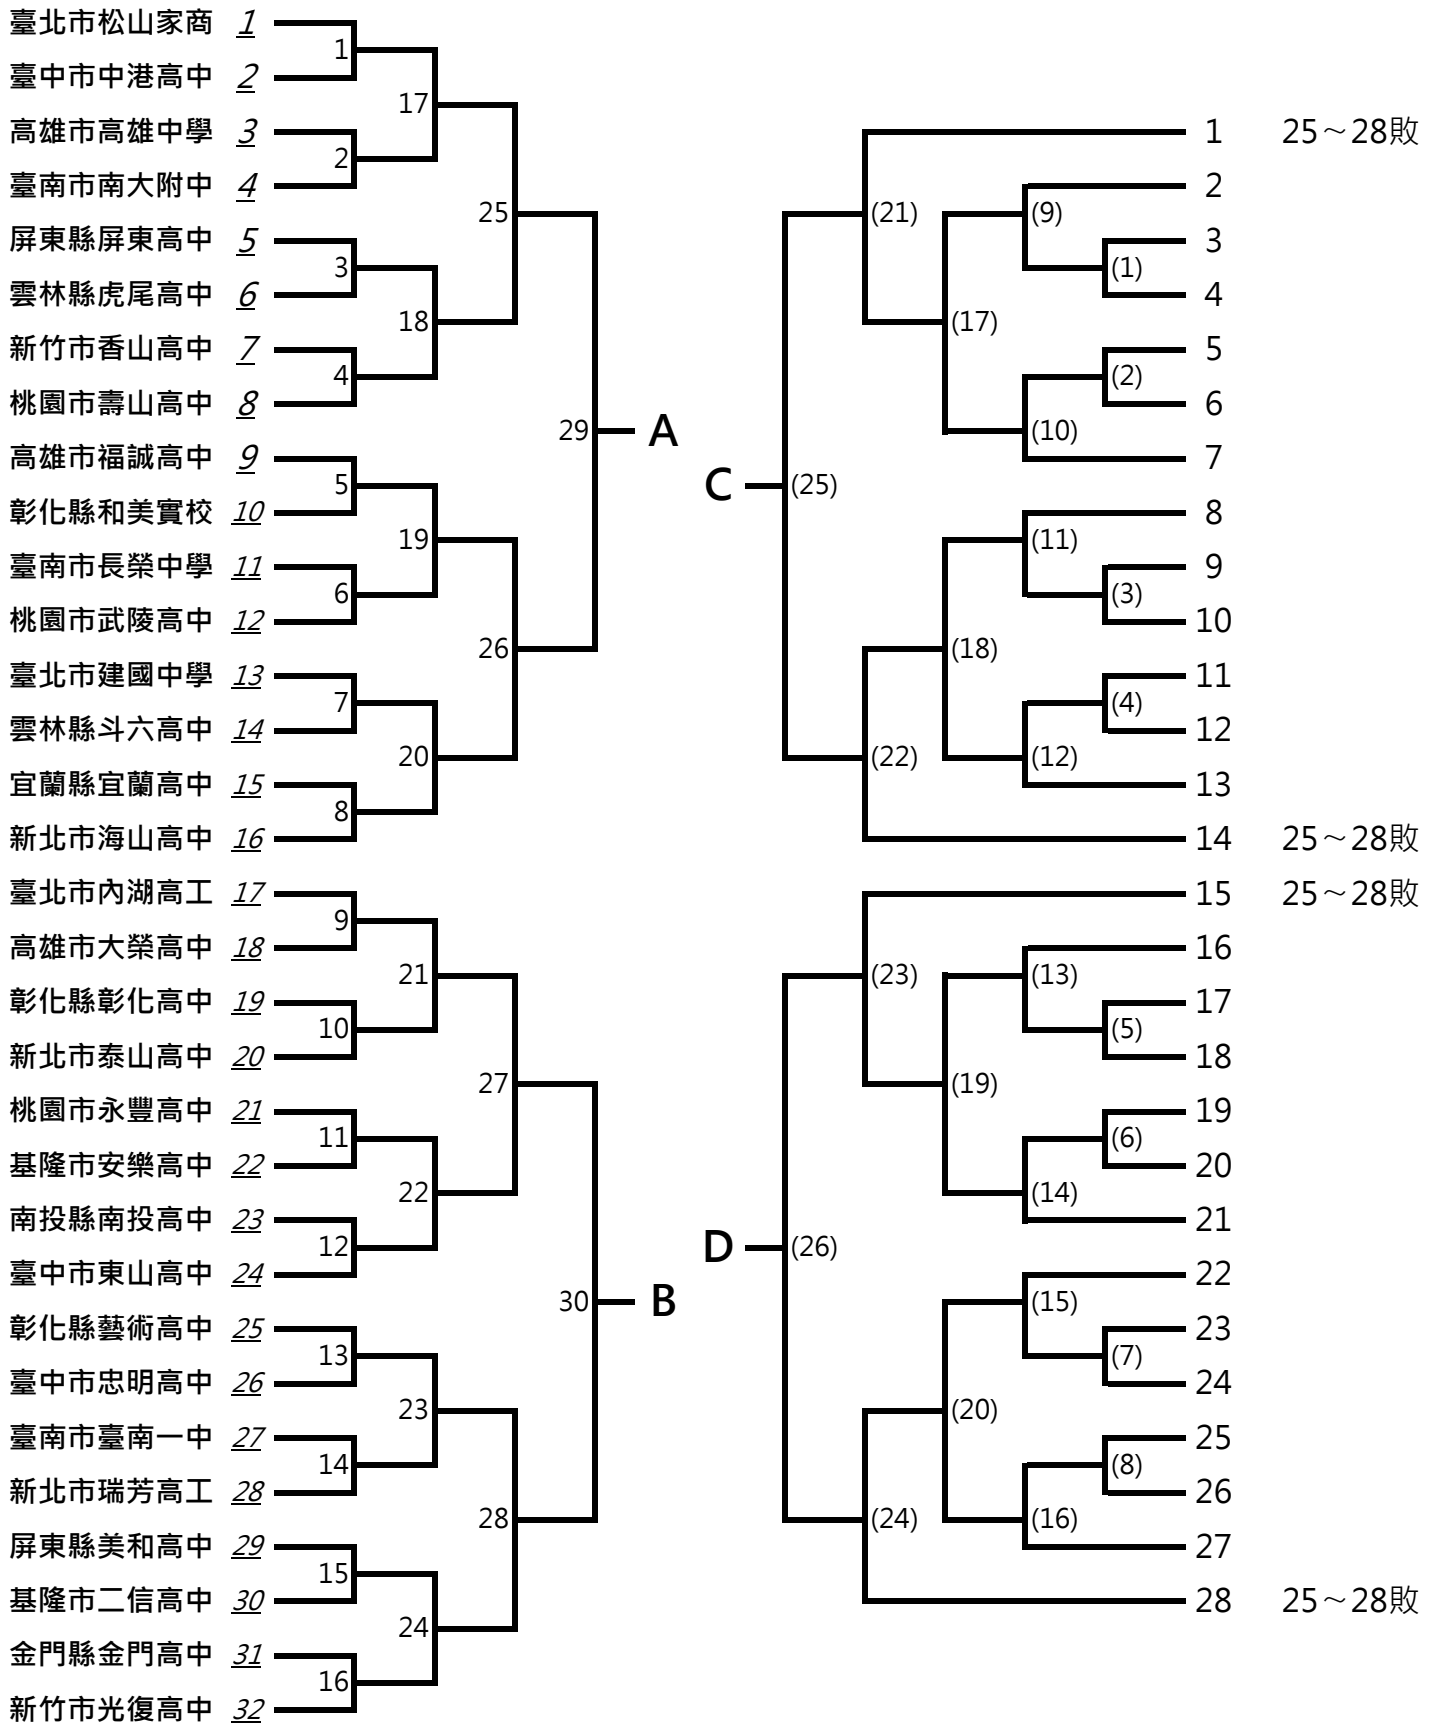 臺北市松山家商 1
臺中市中港高中 2
高雄市高雄中學 3
臺南市南大附中 4
屏東縣屏東高中 5
雲林縣虎尾高中 6
新竹市香山高中 7
桃園市壽山高中 8
高雄市福誠高中 9
彰化縣和美實校 10
臺南市長榮中學 11
桃園市武陵高中 12
臺北市建國中學 13
雲林縣斗六高中 14
宜蘭縣宜蘭高中 15
新北市海山高中 16
臺北市內湖高工 17
高雄市大榮高中 18
彰化縣彰化高中 19
新北市泰山高中 20
桃園市永豐高中 21
基隆市安樂高中 22
南投縣南投高中 23
臺中市東山高中 24
彰化縣藝術高中 25
臺中市忠明高中 26
臺南市臺南一中 27
新北市瑞芳高工 28
屏東縣美和高中 29
基隆市二信高中 30
金門縣金門高中 31
新竹市光復高中 32
1
2
3
4
5
6
7
8
9
10
11
12
13
14
15
16
17
18
19
20
21
22
23
24
25
26
27
28
29
30
A
B
C
D
(25)
(26)
(21)
(22)
(23)
(24)
(17)
(18)
(19)
(20)
(9)
(10)
(11)
(12)
(13)
(14)
(15)
(16)
(1)
(2)
(3)
(4)
(5)
(6)
(7)
(8)
1 25～28敗
2
3
4
5
6
7
8
9
10
11
12
13
14 25～28敗
15 25～28敗
16
17
18
19
20
21
22
23
24
25
26
27
28 25～28敗